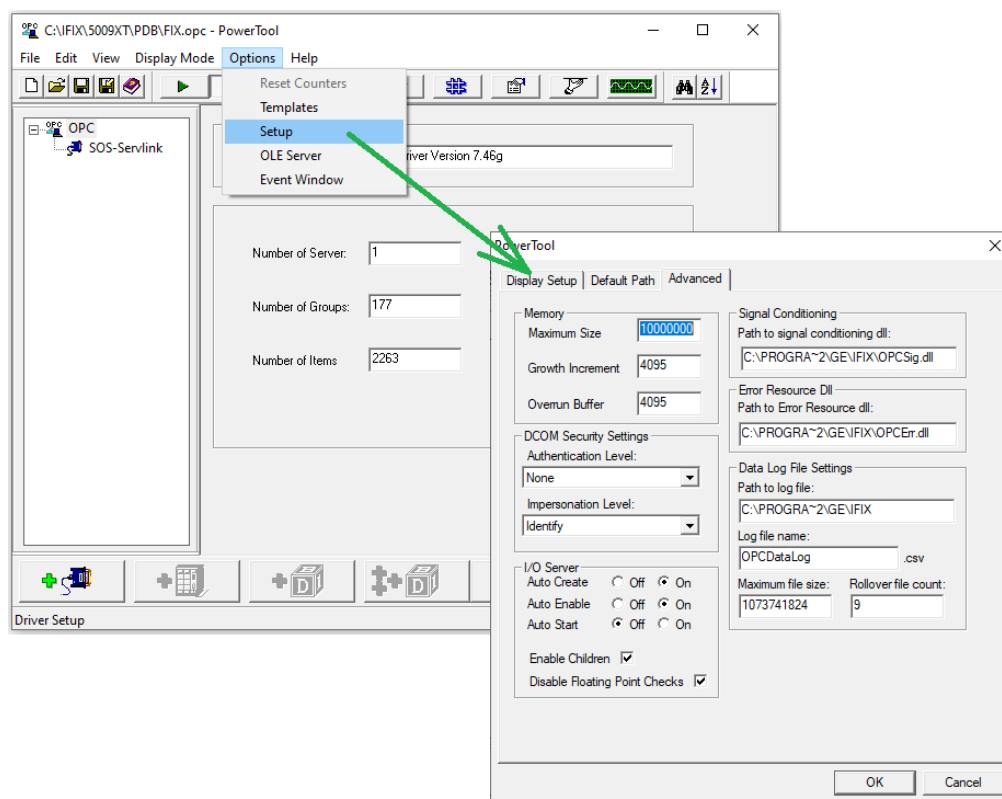 C:\IFIX\5009XT\PDB\FIX.opc - PowerTool
File Edit View Display Mode Options Help
Reset Counters
Templates
Setup
OLE Server
Event Window
OPC
SOS-Servlink
river Version 7.46g
Number of Server: 1
Number of Groups: 177
Number of Items 2263
Driver Setup
PowerTool
Display Setup Default Path Advanced
Memory
Maximum Size 10000000
Growth Increment 4095
Overrun Buffer 4095
DCOM Security Settings
Authentication Level:
None
Impersonation Level:
Identify
I/O Server
Auto Create Off On
Auto Enable Off On
Auto Start Off On
Enable Children
Disable Floating Point Checks
Signal Conditioning
Path to signal conditioning dll:
C:\PROGRA~2\GE\IFIX\OPCSig.dll
Error Resource Dll
Path to Error Resource dll:
C:\PROGRA~2\GE\IFIX\OPCErr.dll
Data Log File Settings
Path to log file:
C:\PROGRA~2\GE\IFIX
Log file name:
OPCDataLog .csv
Maximum file size: Rollover file count:
1073741824 9
OK Cancel